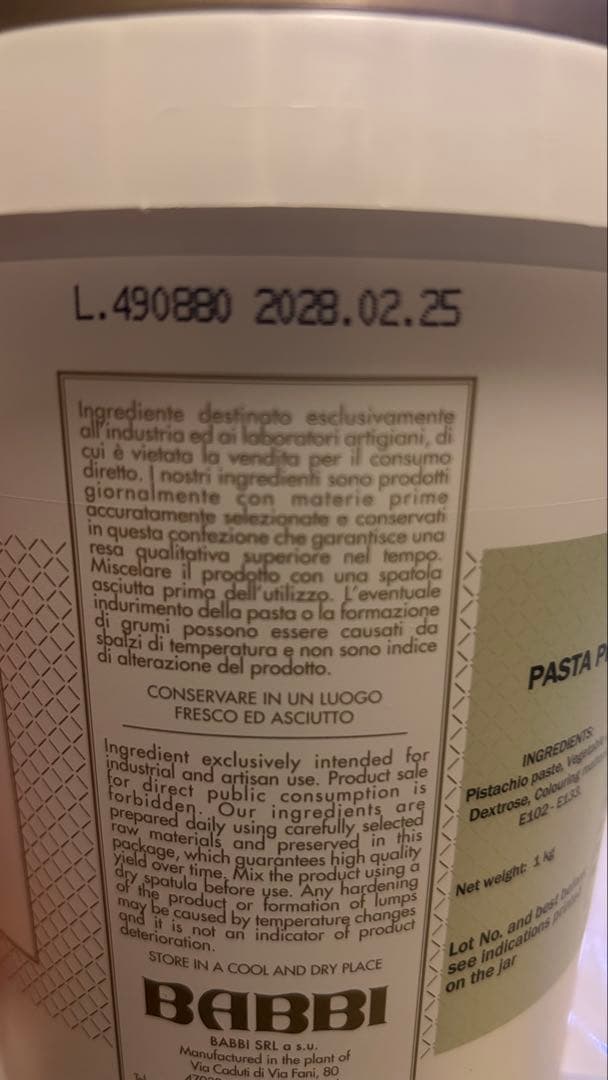 L.490880 2028.02.25
Ingrediente destinato esclusivamente
all'industria ed ai laboratori artigiani, di
cui è vietata la vendita per il consumo
diretto. I nostri ingredienti sono prodotti
giornalmente con materie prime
accuratamente selezionate e conservati
in questa confezione che garantisce una
resa qualitativa superiore nel tempo.
Miscelare il prodotto con una spatola
asciutta prima dell'utilizzo. L'eventuale
indurimento della pasta o la formazione
di grumi possono essere causati da
sbalzi di temperatura e non sono indice
di alterazione del prodotto.
CONSERVARE IN UN LUOGO
FRESCO ED ASCIUTTO
Ingredient exclusively intended for
industrial and artisan use. Product sale
for direct public consumption is
forbidden. Our ingredients are
prepared daily using carefully selected
raw materials and preserved in this
package, which guarantees high quality
yield over time. Mix the product using a
dry spatula before use. Any hardening
of the product or formation of lumps
may be caused by temperature changes
and it is not an indicator of product
deterioration.
STORE IN A COOL AND DRY PLACE
BABBI
BABBI SRL a s.u.
Manufactured in the plant of
Via Caduti di Via Fani, 80
PASTA
INGREDIENTS:
Pistachio paste,
Dextrose, Colouring
E102-E133.
Net weight: 1 kg
Lot No. and best
see indications
on the jar